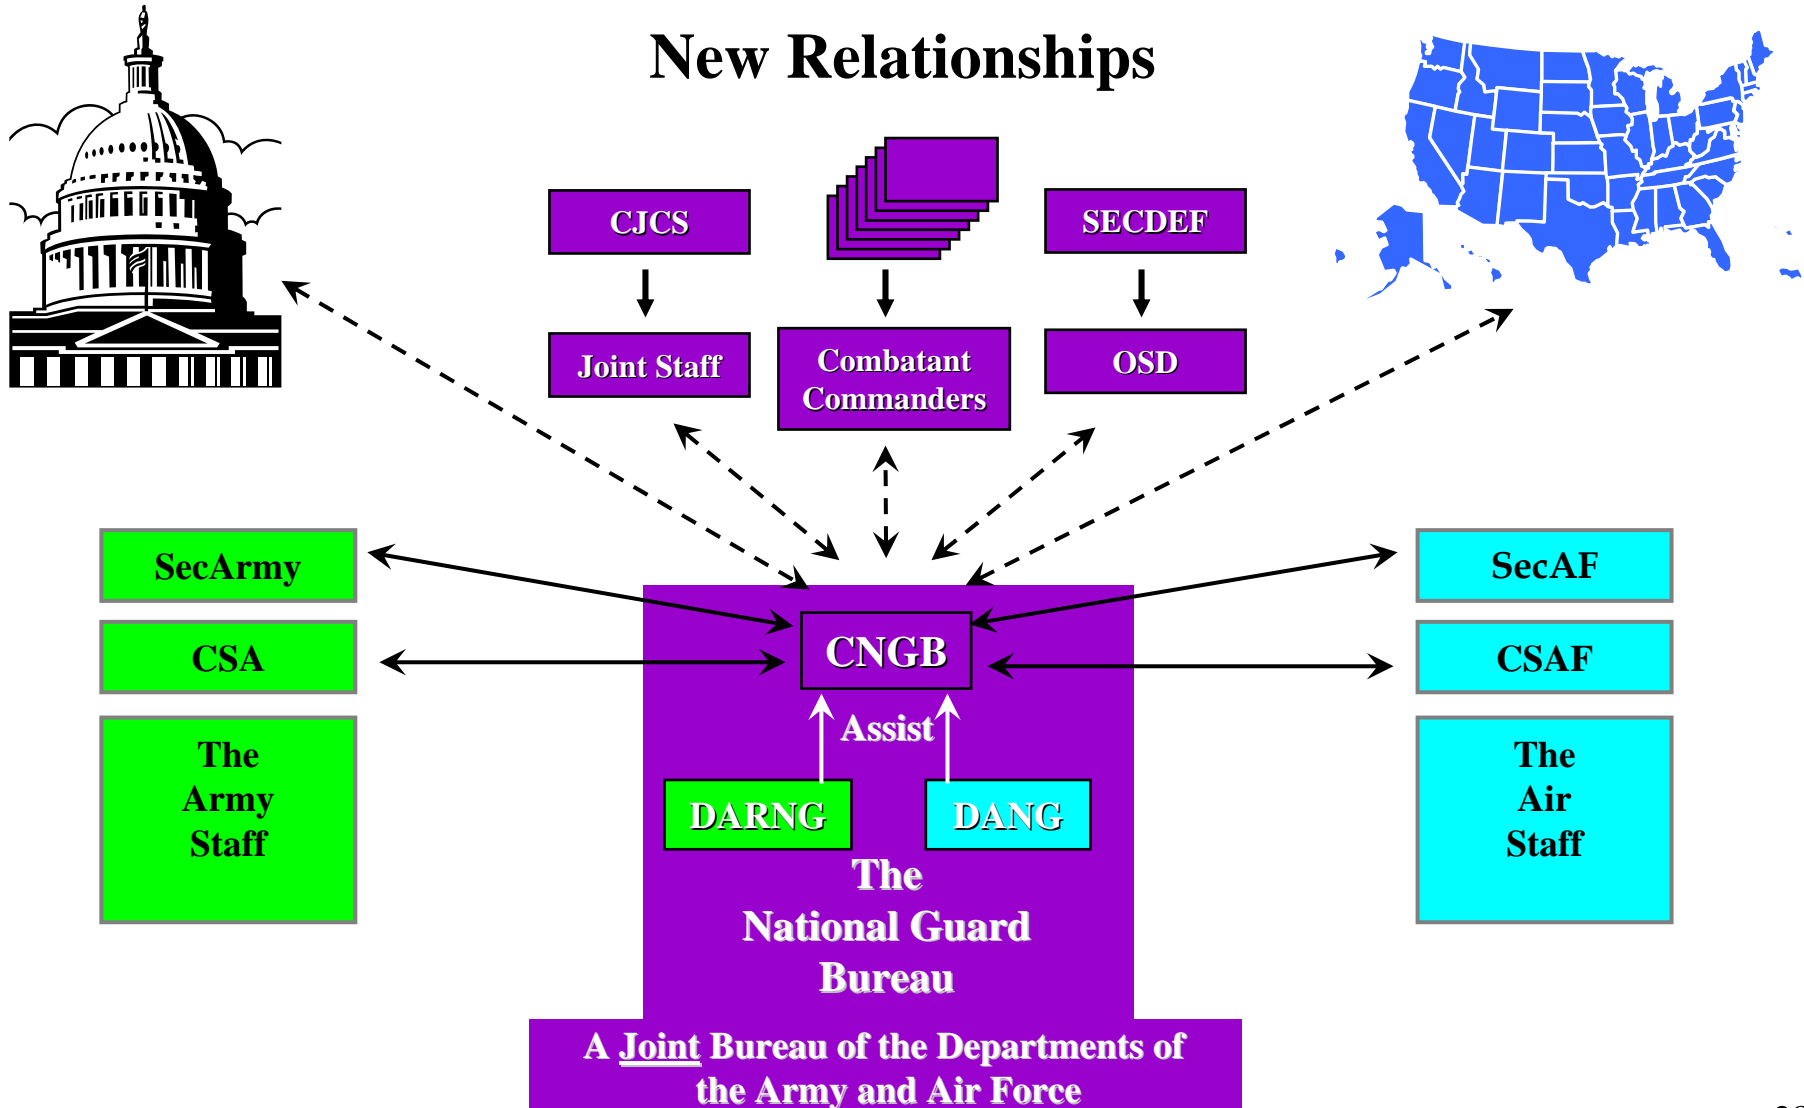 New Relationships
CJCS
SECDEF
Joint Staff
Combatant
Commanders
OSD
SecArmy
SecAF
CNGB
CSA
CSAF
Assist
The
Army
Staff
The
Air
Staff
DARNG
DANG
The
National Guard
Bureau
A Joint Bureau of the Departments of
the Army and Air Force